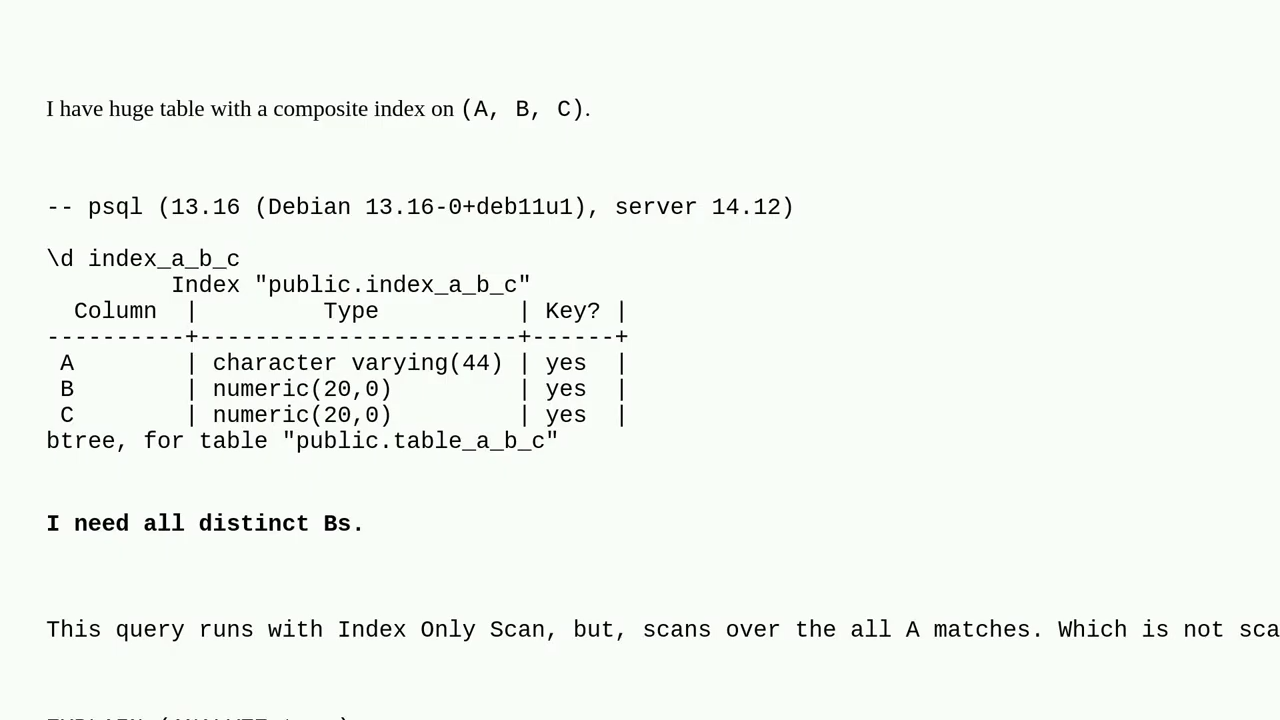 I have huge table with a composite index on (A, B, C).
-- psql (13.16 (Debian 13.16-0+deb11u1), server 14.12)
\d index_a_b_c
         Index "public.index_a_b_c"
  Column  |         Type          | Key? |
----------+-----------------------+------+
 A        | character varying(44) | yes  |
 B        | numeric(20,0)         | yes  |
 C        | numeric(20,0)         | yes  |
btree, for table "public.table_a_b_c"
I need all distinct Bs.
This query runs with Index Only Scan, but, scans over the all A matches. Which is not sca